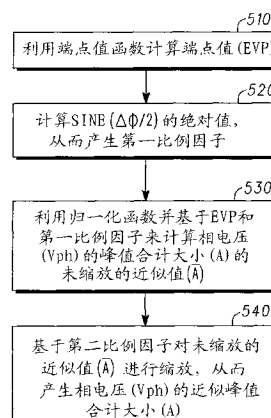 510
利用端点值函数计算端点值(EVP)
520
计算SINE(ΔΦ/2)的绝对值,
从而产生第一比例因子
530
利用归一化函数并基于EVP和
第一比例因子来计算相电压
(Vph)的峰值合计大小(A)的
未缩放的近似值(A̅)
540
基于第二比例因子对未缩放的
近似值(A̅)进行缩放,从而
产生相电压(Vph)的近似峰值
合计大小(A)